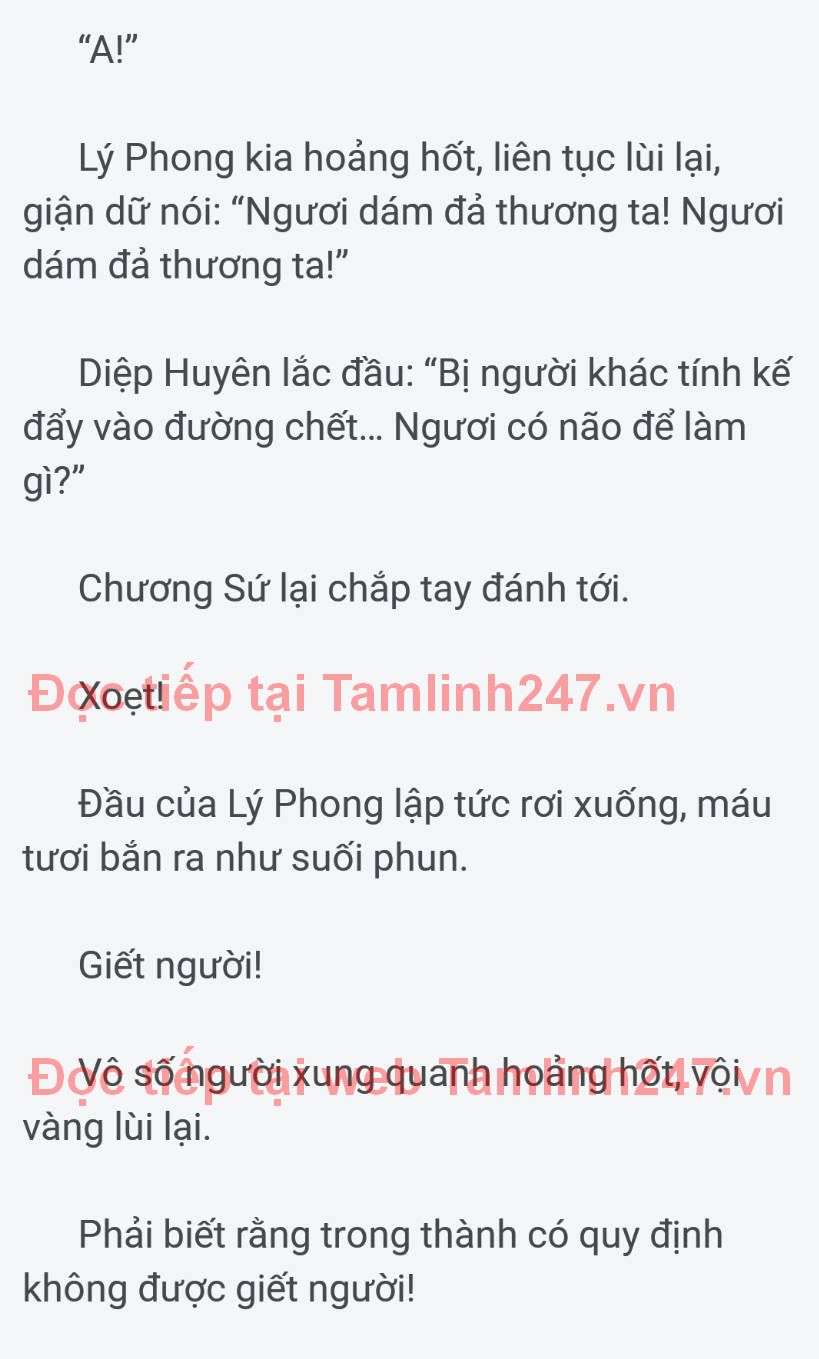 “A!”
Lý Phong kia hoảng hốt, liên tục lùi lại,
giận dữ nói: “Ngươi dám đả thương ta! Ngươi
dám đả thương ta!”
Diệp Huyên lắc đầu: “Bị người khác tính kế
đẩy vào đường chết... Ngươi có não để làm
gì?”
Chương Sứ lại chắp tay đánh tới.
Xoẹt!
Đọc tiếp tại Tamlinh247.vn
Đầu của Lý Phong lập tức rơi xuống, máu
tươi bắn ra như suối phun.
Giết người!
Vô số người xung quanh hoảng hốt, vội
Đọc tiếp tại web Tamlinh247.vn
vàng lùi lại.
Phải biết rằng trong thành có quy định
không được giết người!